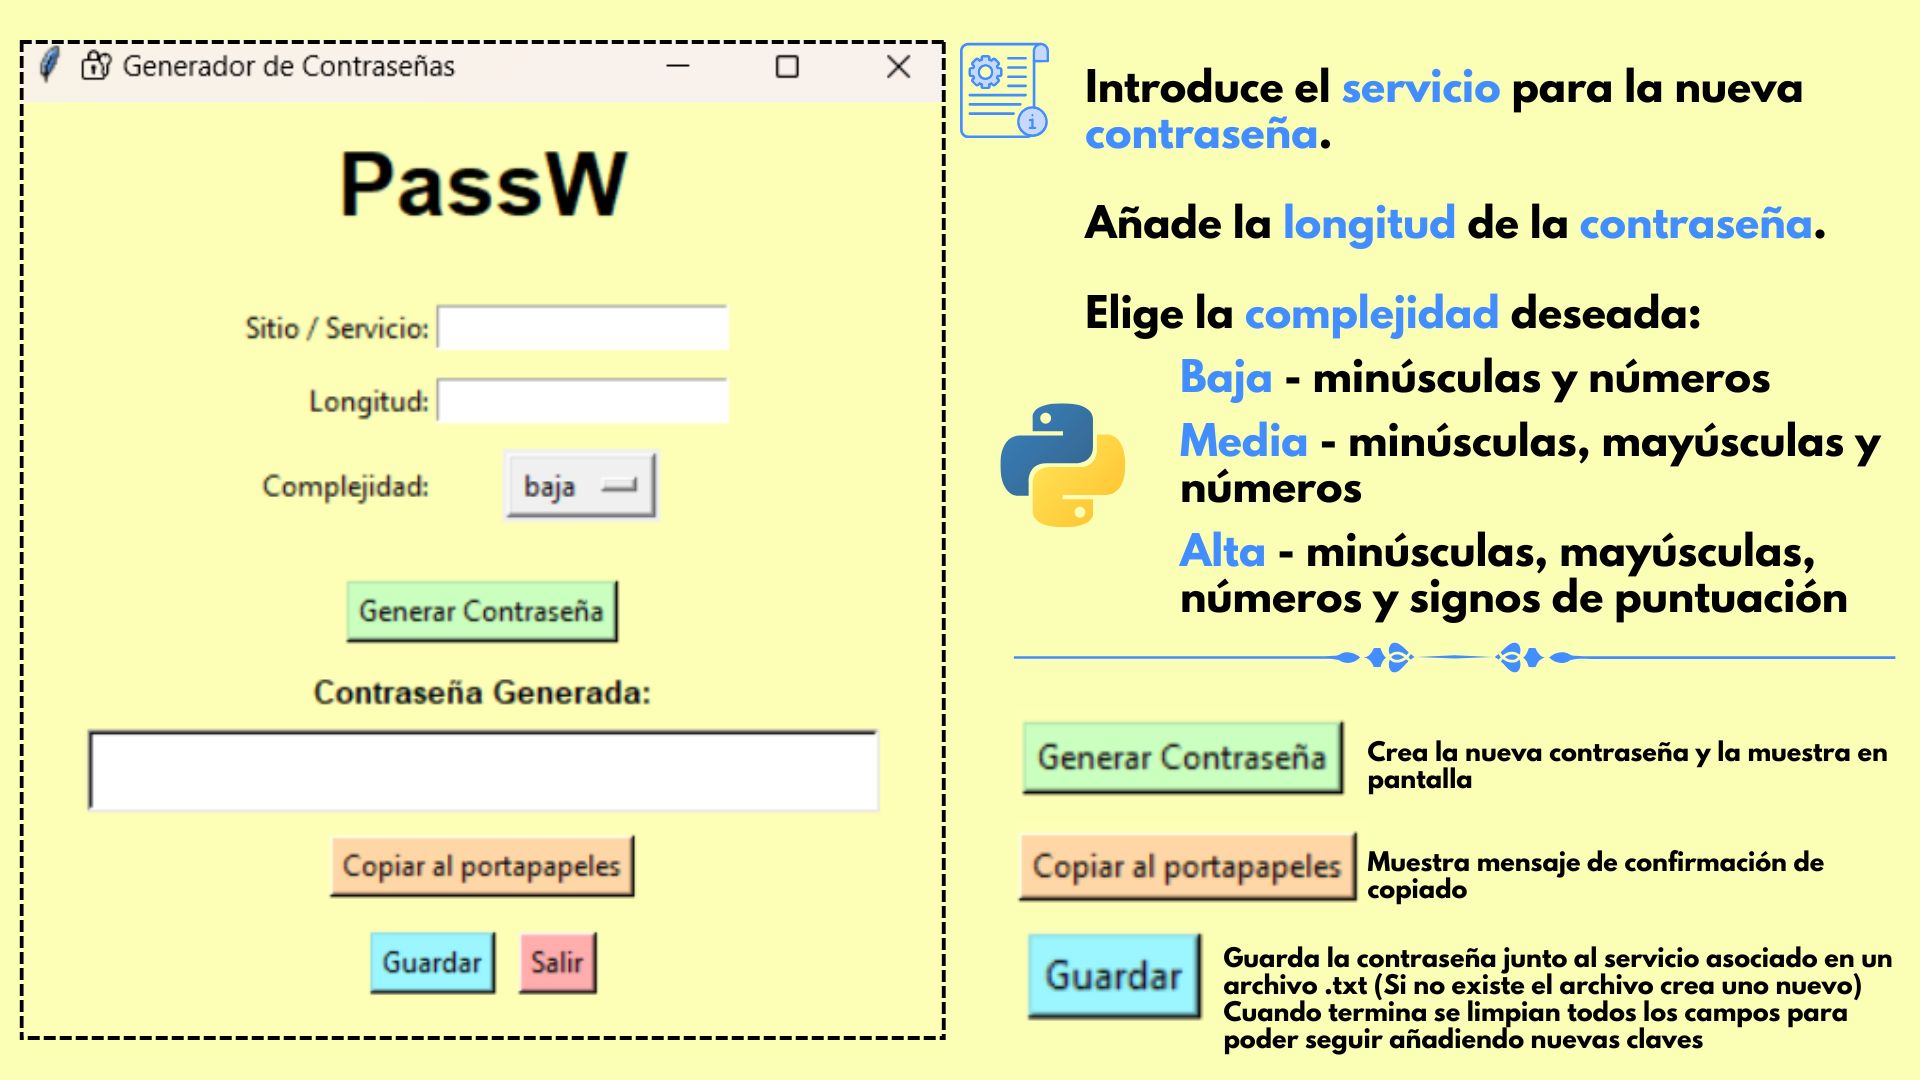 Generador de Contraseñas
PassW
Sitio / Servicio:
Longitud:
Complejidad:
baja
Generar Contraseña
Contraseña Generada:
Copiar al portapapeles
Guardar
Salir
Introduce el servicio para la nueva
contraseña.
Añade la longitud de la contraseña.
Elige la complejidad deseada:
Baja - minúsculas y números
Media - minúsculas, mayúsculas y
números
Alta - minúsculas, mayúsculas,
números y signos de puntuación
Generar Contraseña
Crea la nueva contraseña y la muestra en
pantalla
Copiar al portapapeles
Muestra mensaje de confirmación de
copiado
Guardar
Guarda la contraseña junto al servicio asociado en un
archivo .txt (Si no existe el archivo crea uno nuevo)
Cuando termina se limpian todos los campos para
poder seguir añadiendo nuevas claves